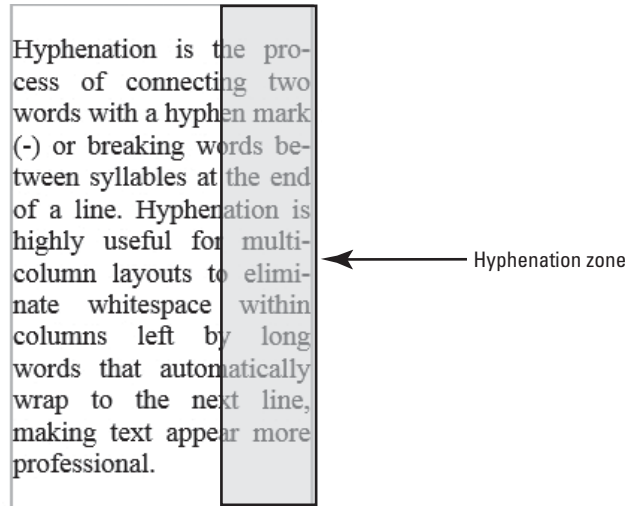 Hyphenation is the pro-
cess of connecting two
words with a hyphen mark
(-) or breaking words be-
tween syllables at the end
of a line. Hyphenation is
highly useful for multi-
column layouts to elimi-
nate whitespace within
columns left by long
words that automatically
wrap to the next line,
making text appear more
professional.
Hyphenation zone